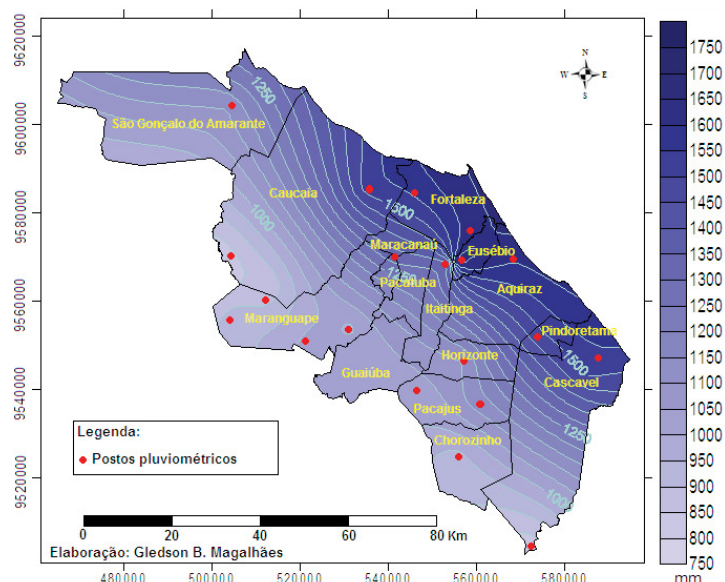 9620000
9600000
9580000
9560000
9540000
9520000
N
W E
S
1250
São Gonçalo do Amarante
Caucaia
1500
Fortaleza
1000
Maracanaú
Eusébio
1250
Pacatuba
Aquiraz
Itaitinga
Maranguape
Pindoretama
Horizonte
1500
Guaiúba
Cascavel
Pacajus
1250
Chorozinho
1000
Legenda:
Postos pluviométricos
0 20 40 60 80 Km
Elaboração: Gledson B. Magalhães
480000 500000 520000 540000 560000 580000
1750
1700
1650
1600
1550
1500
1450
1400
1350
1300
1250
1200
1150
1100
1050
1000
950
900
850
800
750
mm